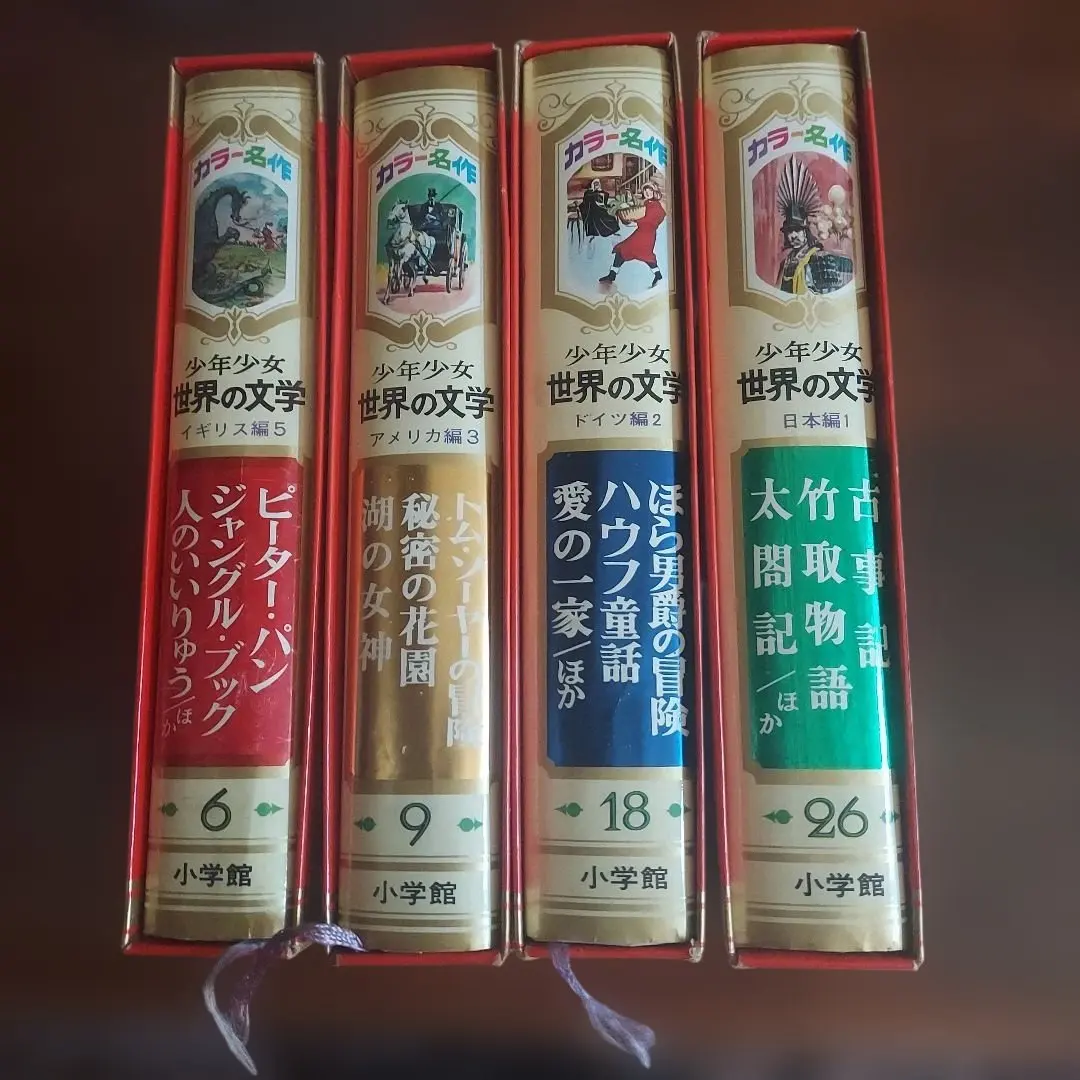 カラー名作
少年少女
世界の文学
イギリス編5
ピーター・パン
ジャングル・ブック
人のいいりゅう/ほか
6
小学館
カラー名作
少年少女
世界の文学
アメリカ編3
トム・ソーヤーの冒険
秘密の花園
湖の女神
9
小学館
カラー名作
少年少女
世界の文学
ドイツ編2
ほら男爵の冒険
ハウフ童話
愛の一家/ほか
18
小学館
カラー名作
少年少女
世界の文学
日本編1
古事記
竹取物語
太閤記/ほか
26
小学館